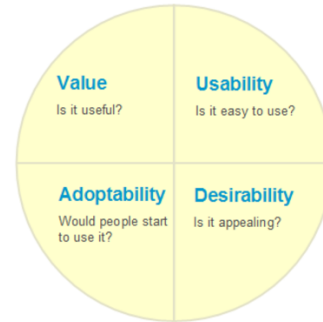 Value
Is it useful?
Usability
Is it easy to use?
Adoptability
Would people start
to use it?
Desirability
Is it appealing?